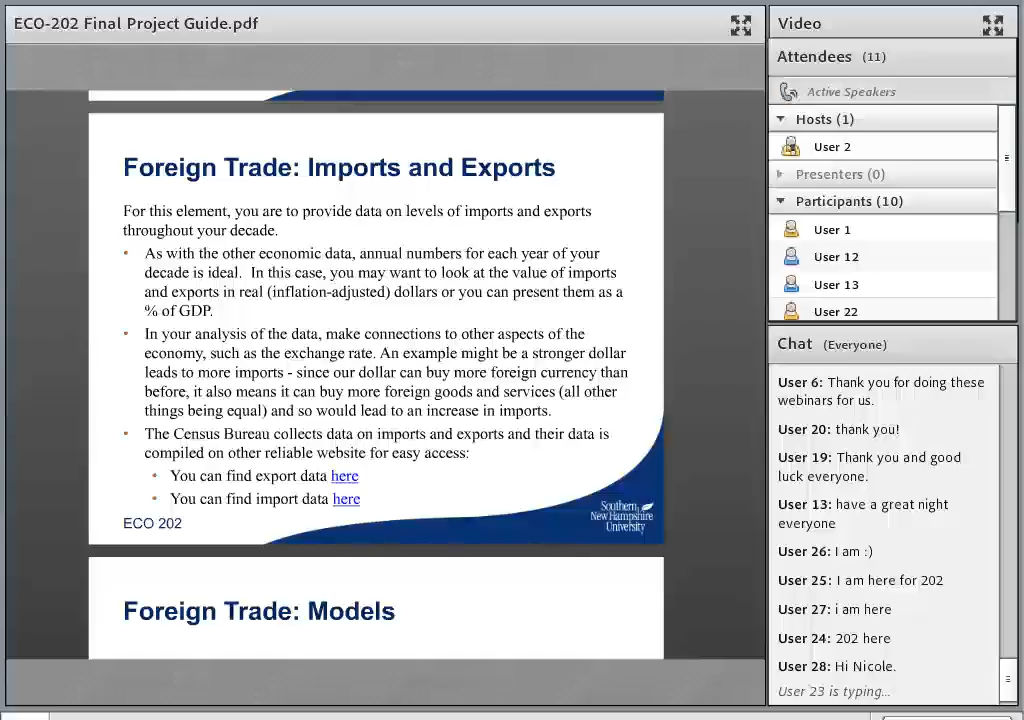 ECO-202 Final Project Guide.pdf
Foreign Trade: Imports and Exports
For this element, you are to provide data on levels of imports and exports
throughout your decade.
• As with the other economic data, annual numbers for each year of your
decade is ideal. In this case, you may want to look at the value of imports
and exports in real (inflation-adjusted) dollars or you can present them as a
% of GDP.
• In your analysis of the data, make connections to other aspects of the
economy, such as the exchange rate. An example might be a stronger dollar
leads to more imports - since our dollar can buy more foreign currency than
before, it also means it can buy more foreign goods and services (all other
things being equal) and so would lead to an increase in imports.
• The Census Bureau collects data on imports and exports and their data is
compiled on other reliable website for easy access:
• You can find export data here
• You can find import data here
ECO 202
Southern
New Hampshire
University
Foreign Trade: Models
Video
Attendees (11)
Active Speakers
Hosts (1)
User 2
Presenters (0)
Participants (10)
User 1
User 12
User 13
User 22
Chat (Everyone)
User 6: Thank you for doing these
webinars for us.
User 20: thank you!
User 19: Thank you and good
luck everyone.
User 13: have a great night
everyone
User 26: I am :)
User 25: I am here for 202
User 27: i am here
User 24: 202 here
User 28: Hi Nicole.
User 23 is typing...